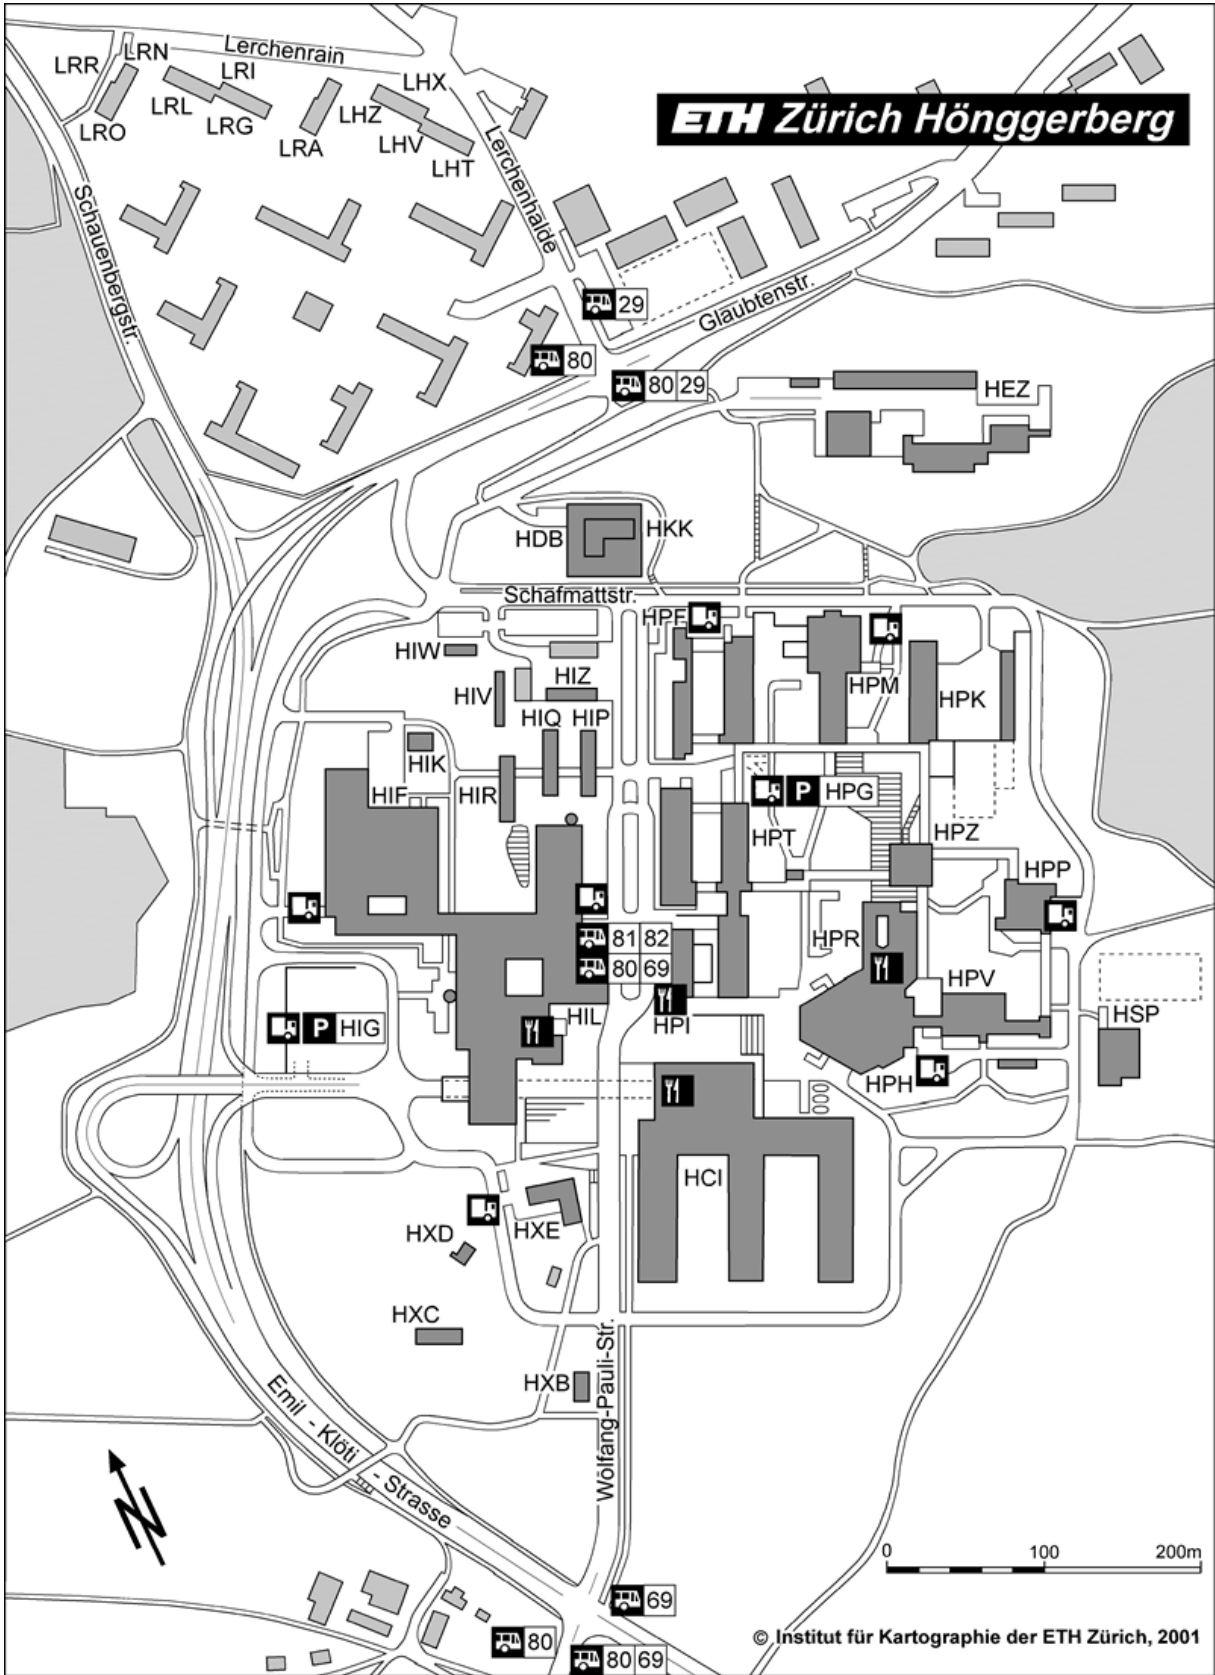 Lerchenrain
LRN
LRR
LRI
LHX
LRL
LRG
LHZ
LRO
LRA
LHV
LHT
ETH Zürich Hönggerberg
Schauenbergstr.
Lerchenhalde
29
Glaubtenstr.
80
80 29
HEZ
HDB
HKK
Schafmattstr.
HPF
HIW
HIZ
HPM
HPK
HIV
HIQ
HIP
HIK
HIF
HIR
P HPG
HPT
HPZ
HPP
81 82
80 69
HPR
HPV
HSP
P HIG
HIL
HPI
HPH
HCI
HXD
HXE
HXC
HXB
Wolfang-Pauli-Str.
Emil - Klöti - Strasse
N
0 100 200m
69
80
80 69
© Institut für Kartographie der ETH Zürich, 2001